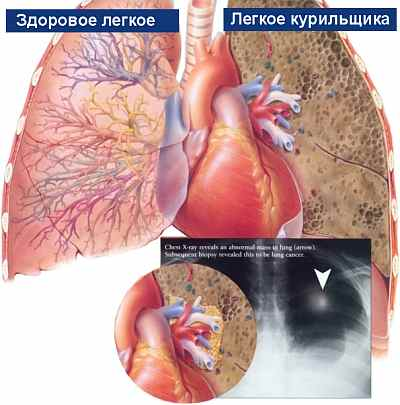 Здоровое легкое
Легкое курильщика
Chest X-ray reveals an abnormal mass in lung (arrow).
Subsequent biopsy revealed this to be lung cancer.